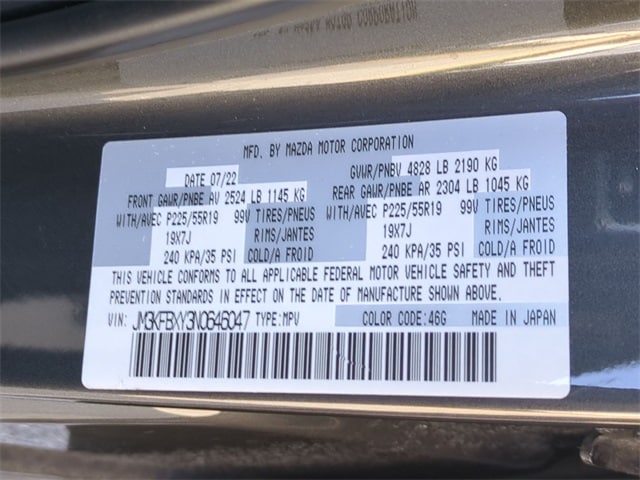 MFD. BY MAZDA MOTOR CORPORATION
DATE 07/22 GVWR/PNBV 4828 LB 2190 KG
FRONT GAWR/PNBE AV 2524 LB 1145 KG REAR GAWR/PNBE AR 2304 LB 1045 KG
WITH/AVEC P225/55R19 99V TIRES/PNEUS WITH/AVEC P225/55R19 99V TIRES/PNEUS
19X7J RIMS/JANTES 19X7J RIMS/JANTES
240 KPA/35 PSI COLD/A FROID 240 KPA/35 PSI COLD/A FROID
THIS VEHICLE CONFORMS TO ALL APPLICABLE FEDERAL MOTOR VEHICLE SAFETY AND THEFT
PREVENTION STANDARDS IN EFFECT ON THE DATE OF MANUFACTURE SHOWN ABOVE.
VIN: JM3KFBXY3N0646047 TYPE:MPV COLOR CODE:46G MADE IN JAPAN